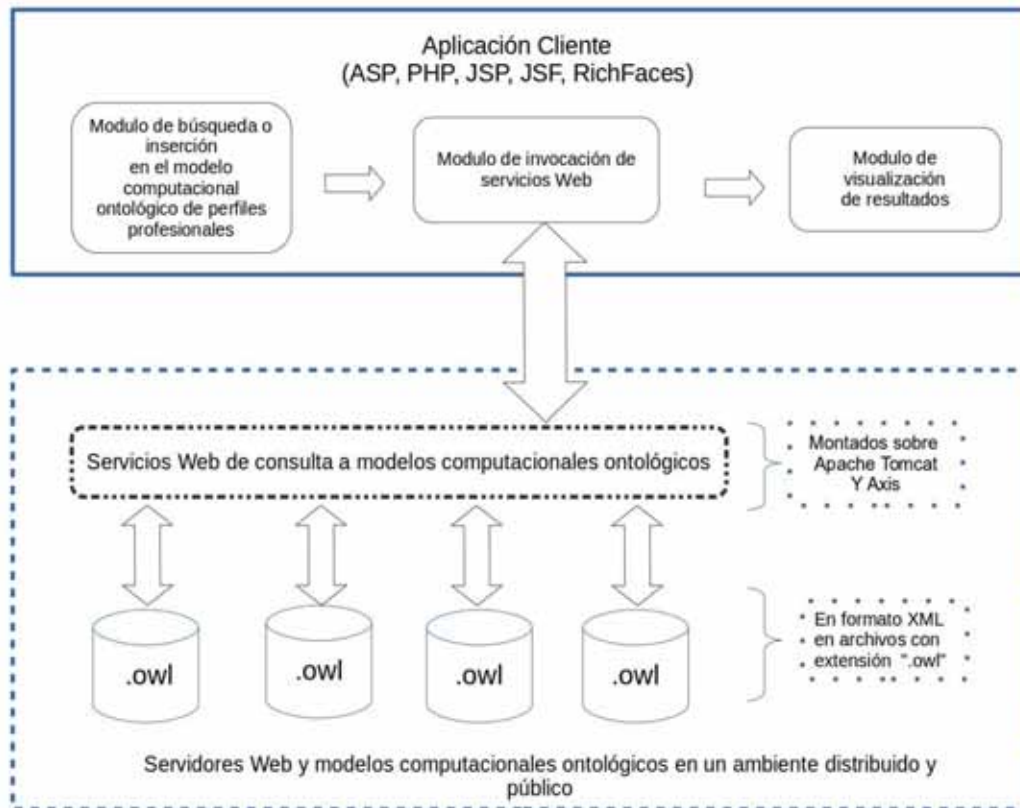 Aplicación Cliente
(ASP, PHP, JSP, JSF, RichFaces)
Modulo de búsqueda o
inserción
en el modelo
computacional
ontológico de perfiles
profesionales
Modulo de invocación de
servicios Web
Modulo de
visualización
de resultados
Servicios Web de consulta a modelos computacionales ontológicos
Montados sobre
Apache Tomcat
Y Axis
.owl
.owl
.owl
.owl
En formato XML
en archivos con
extensión ".owl"
Servidores Web y modelos computacionales ontológicos en un ambiente distribuido y
público